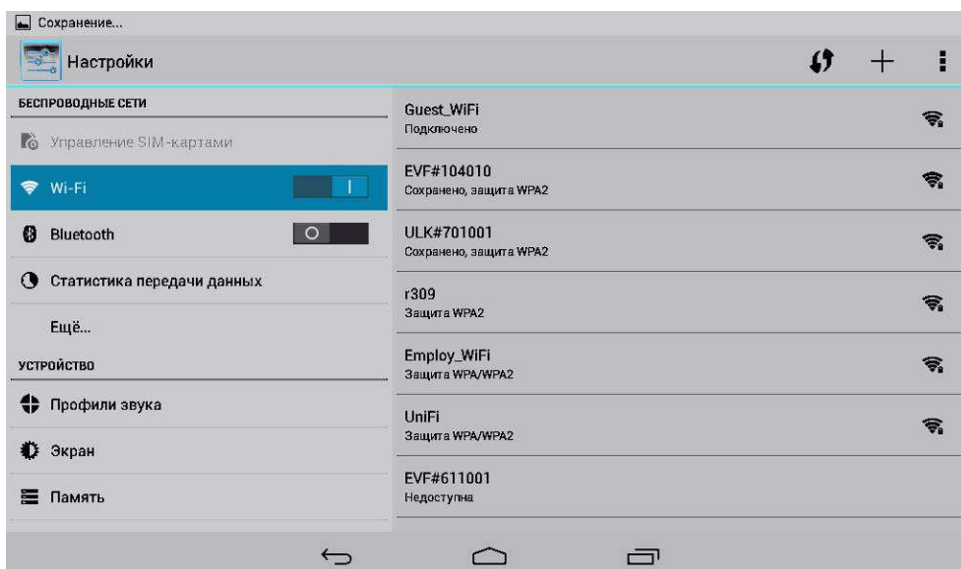 Сохранение...
Настройки
БЕСПРОВОДНЫЕ СЕТИ
Управление SIM-картами
Wi-Fi
Bluetooth
Статистика передачи данных
Ещё...
УСТРОЙСТВО
Профили звука
Экран
Память
Guest_WiFi
Подключено
EVF#104010
Сохранено, защита WPA2
ULK#701001
Сохранено, защита WPA2
r309
Защита WPA2
Employ_WiFi
Защита WPA/WPA2
UniFi
Защита WPA/WPA2
EVF#611001
Недоступна